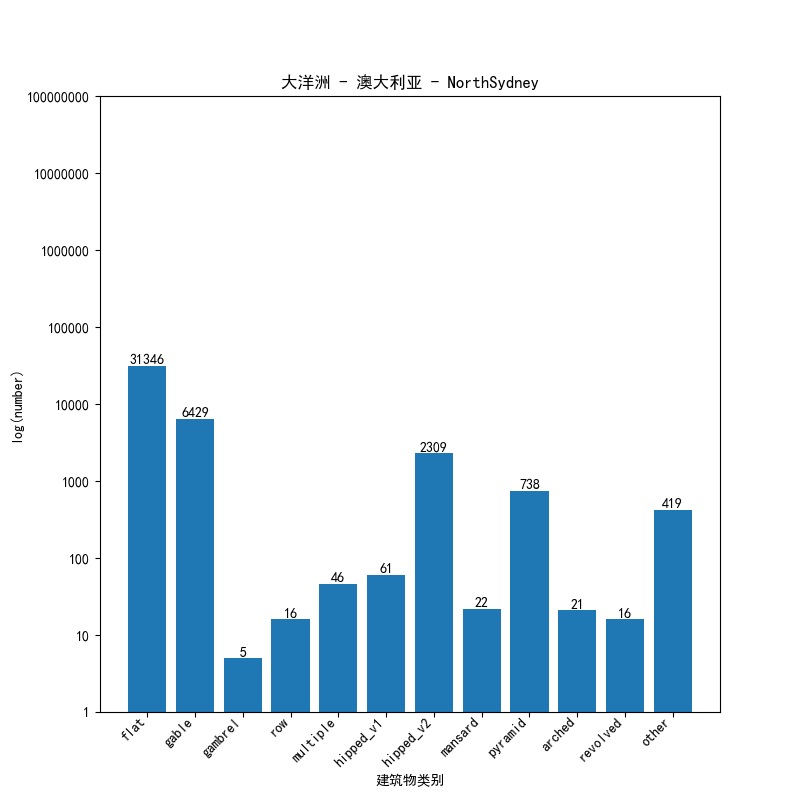 大洋洲 - 澳大利亚 - NorthSydney
100000000
10000000
1000000
100000
10000
1000
100
10
1
log(number)
31346
6429
5
16
46
61
2309
22
738
21
16
419
flat
gable
gambrel
row
multiple
hipped_v1
hipped_v2
mansard
pyramid
arched
revolved
other
建筑物类别